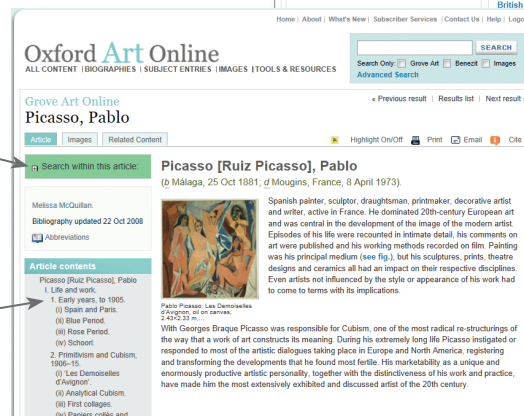 British
Home | About | What's New | Subscriber Services | Contact Us | Help | Logo
Oxford Art Online
ALL CONTENT | BIOGRAPHIES | SUBJECT ENTRIES | IMAGES | TOOLS & RESOURCES
SEARCH
Search Only: Grove Art Benezit Images
Advanced Search
Grove Art Online
« Previous result | Results list | Next result
Picasso, Pablo
Article Images Related Content
Highlight On/Off Print Email Cite
Search within this article:
Melissa McQuillan.
Bibliography updated 22 Oct 2008
Abbreviations
Article contents
Picasso [Ruiz Picasso], Pablo
I. Life and work.
1. Early years, to 1905.
(i) Spain and Paris.
(ii) Blue Period.
(iii) Rose Period.
(iv) Schoorl.
2. Primitivism and Cubism,
1906–15.
(i) 'Les Demoiselles
d'Avignon'.
(ii) Analytical Cubism.
(iii) First collages.
(iv) Papiers collés and
Picasso [Ruiz Picasso], Pablo
(b Málaga, 25 Oct 1881; d Mougins, France, 8 April 1973).
Spanish painter, sculptor, draughtsman, printmaker, decorative artist
and writer, active in France. He dominated 20th-century European art
and was central in the development of the image of the modern artist.
Episodes of his life were recounted in intimate detail, his comments on
art were published and his working methods recorded on film. Painting
was his principal medium (see fig.), but his sculptures, prints, theatre
designs and ceramics all had an impact on their respective disciplines.
Even artists not influenced by the style or appearance of his work had
to come to terms with its implications.
Pablo Picasso: Les Demoiselles
d'Avignon, oil on canvas,
2.43×2.33 m,...
With Georges Braque Picasso was responsible for Cubism, one of the most radical re-structurings of
the way that a work of art constructs its meaning. During his extremely long life Picasso instigated or
responded to most of the artistic dialogues taking place in Europe and North America, registering
and transforming the developments that he found most fertile. His marketability as a unique and
enormously productive artistic personality, together with the distinctiveness of his work and practice,
have made him the most extensively exhibited and discussed artist of the 20th century.